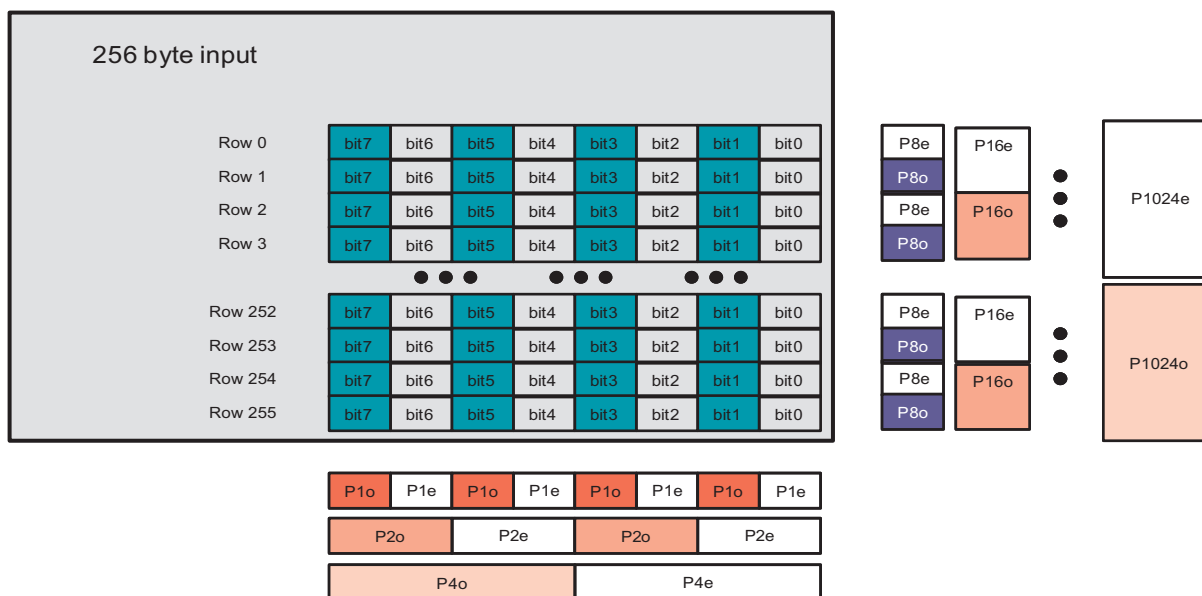 256 byte input
Row 0 bit7 bit6 bit5 bit4 bit3 bit2 bit1 bit0 P8e P16e
Row 1 bit7 bit6 bit5 bit4 bit3 bit2 bit1 bit0 P8o
Row 2 bit7 bit6 bit5 bit4 bit3 bit2 bit1 bit0 P8e P16o P1024e
Row 3 bit7 bit6 bit5 bit4 bit3 bit2 bit1 bit0 P8o
Row 252 bit7 bit6 bit5 bit4 bit3 bit2 bit1 bit0 P8e P16e
Row 253 bit7 bit6 bit5 bit4 bit3 bit2 bit1 bit0 P8o
Row 254 bit7 bit6 bit5 bit4 bit3 bit2 bit1 bit0 P8e P16o P1024o
Row 255 bit7 bit6 bit5 bit4 bit3 bit2 bit1 bit0 P8o
P1o P1e P1o P1e P1o P1e P1o P1e
P2o P2e P2o P2e
P4o P4e